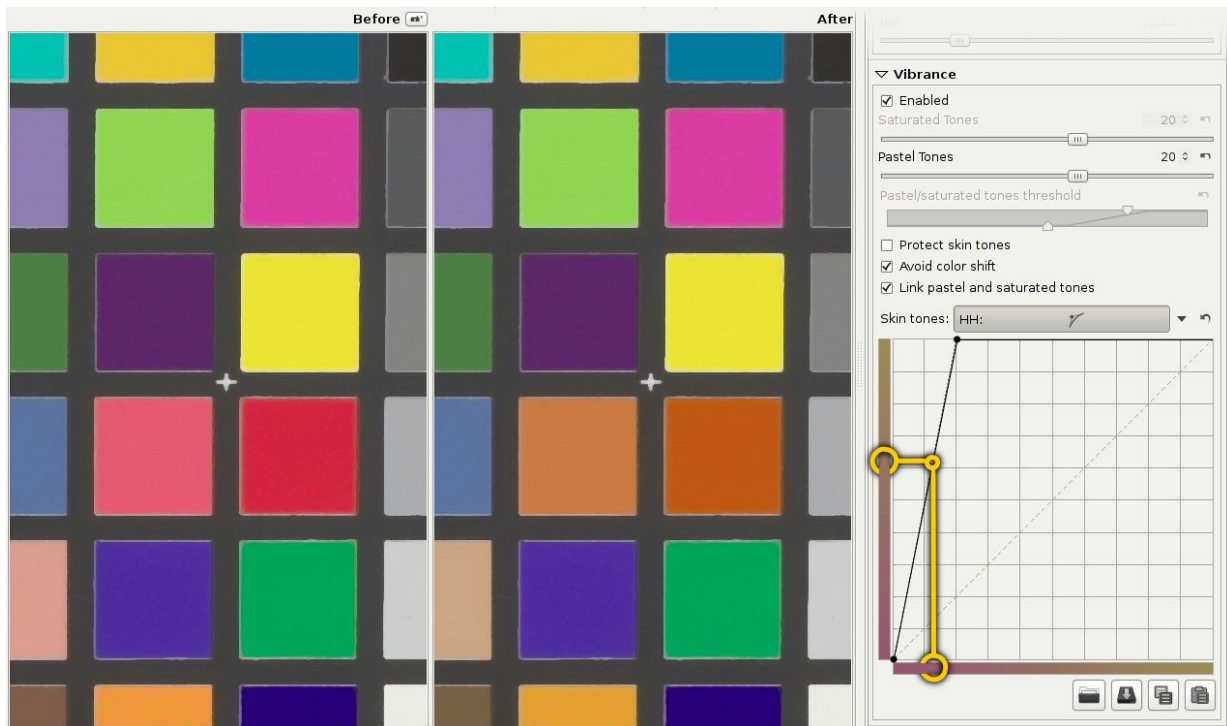 Before
After
Vibrance
Enabled
Saturated Tones 20
Pastel Tones 20
Pastel/saturated tones threshold
Protect skin tones
Avoid color shift
Link pastel and saturated tones
Skin tones: HH: